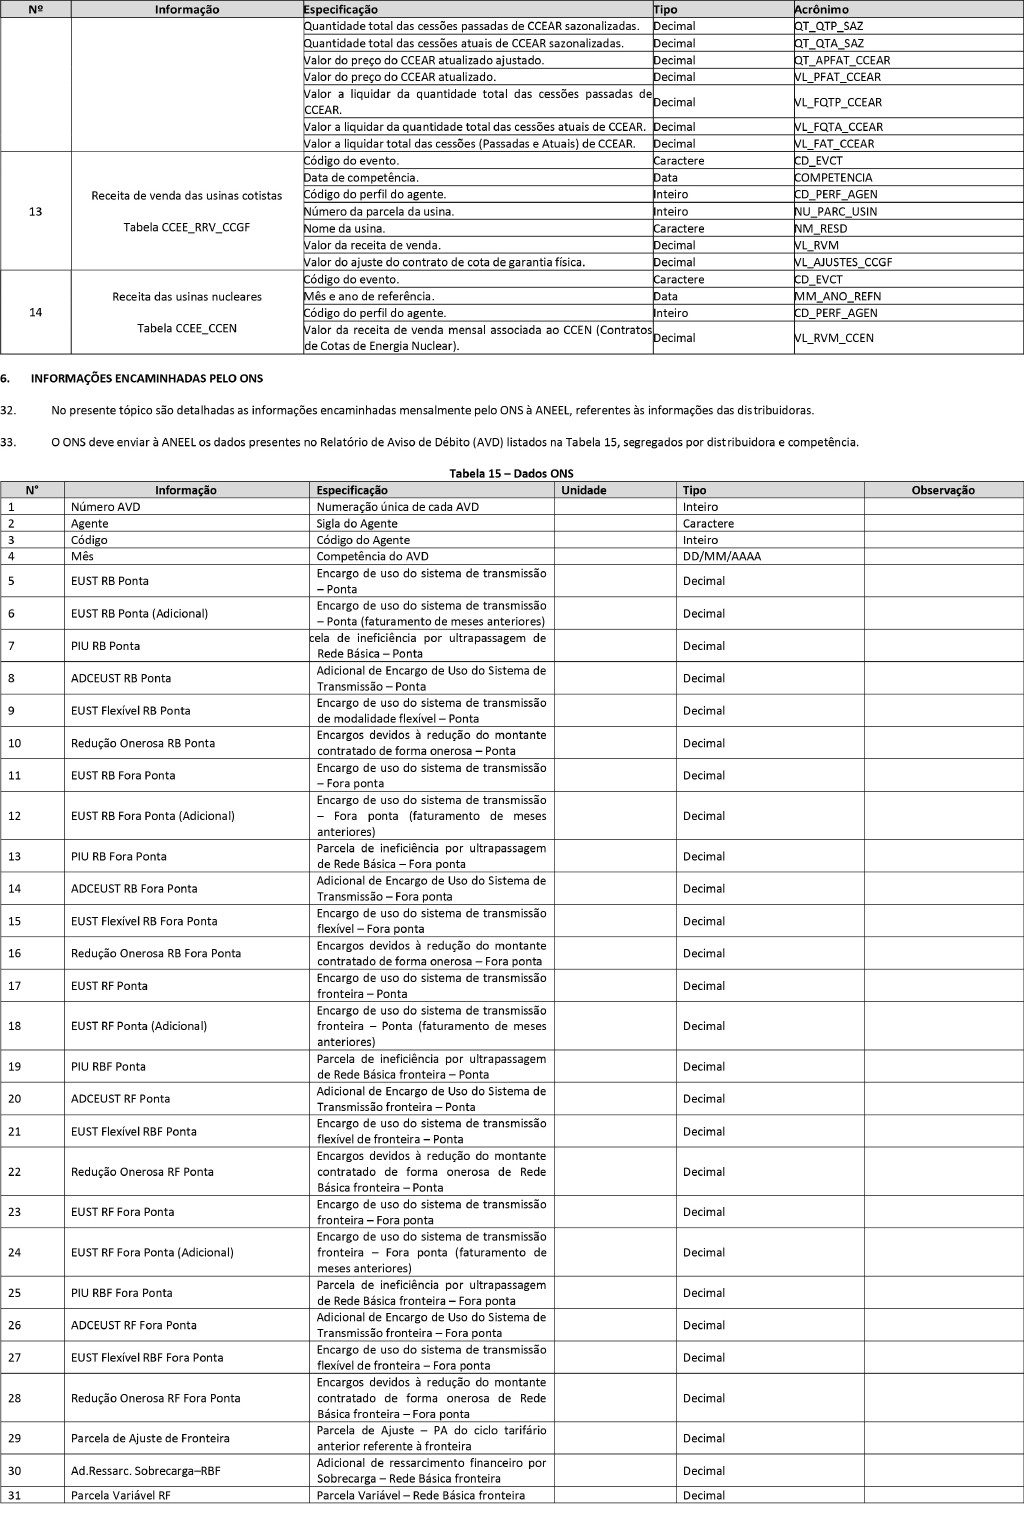 Nº Informação Especificação Tipo Acrônimo
Quantidade total das cessões passadas de CCEAR sazonalizadas. Decimal QT_QTP_SAZ
Quantidade total das cessões atuais de CCEAR sazonalizadas. Decimal QT_QTA_SAZ
Valor do preço do CCEAR atualizado ajustado. Decimal QT_APFAT_CCEAR
Valor do preço do CCEAR atualizado. Decimal VL_PFAT_CCEAR
Valor a liquidar da quantidade total das cessões passadas de
CCEAR. Decimal VL_FQTP_CCEAR
Valor a liquidar da quantidade total das cessões atuais de CCEAR. Decimal VL_FQTA_CCEAR
Valor a liquidar total das cessões (Passadas e Atuais) de CCEAR. Decimal VL_FAT_CCEAR
13 Receita de venda das usinas cotistas
Tabela CCEE_RRV_CCGF
Código do evento. Caractere CD_EVCT
Data de competência. Data COMPETENCIA
Código do perfil do agente. Inteiro CD_PERF_AGEN
Número da parcela da usina. Inteiro NU_PARC_USIN
Nome da usina. Caractere NM_RESD
Valor da receita de venda. Decimal VL_RVM
Valor do ajuste do contrato de cota de garantia física. Decimal VL_AJUSTES_CCGF
14 Receita das usinas nucleares
Tabela CCEE_CCEN
Código do evento. Caractere CD_EVCT
Mês e ano de referência. Data MM_ANO_REFN
Código do perfil do agente. Inteiro CD_PERF_AGEN
Valor da receita de venda mensal associada ao CCEN (Contratos
de Cotas de Energia Nuclear). Decimal VL_RVM_CCEN
6. INFORMAÇÕES ENCAMINHADAS PELO ONS
32. No presente tópico são detalhadas as informações encaminhadas mensalmente pelo ONS à ANEEL, referentes às informações das distribuidoras.
33. O ONS deve enviar à ANEEL os dados presentes no Relatório de Aviso de Débito (AVD) listados na Tabela 15, segregados por distribuidora e competência.
Tabela 15 – Dados ONS
N° Informação Especificação Unidade Tipo Observação
1 Número AVD Numeração única de cada AVD Inteiro
2 Agente Sigla do Agente Caractere
3 Código Código do Agente Inteiro
4 Mês Competência do AVD DD/MM/AAAA
5 EUST RB Ponta Encargo de uso do sistema de transmissão
– Ponta Decimal
6 EUST RB Ponta (Adicional) Encargo de uso do sistema de transmissão
– Ponta (faturamento de meses anteriores) Decimal
7 PIU RB Ponta cela de ineficiência por ultrapassagem de
Rede Básica – Ponta Decimal
8 ADCEUST RB Ponta Adicional de Encargo de Uso do Sistema de
Transmissão – Ponta Decimal
9 EUST Flexível RB Ponta Encargo de uso do sistema de transmissão
de modalidade flexível – Ponta Decimal
10 Redução Onerosa RB Ponta Encargos devidos à redução do montante
contratado de forma onerosa – Ponta Decimal
11 EUST RB Fora Ponta Encargo de uso do sistema de transmissão
– Fora ponta Decimal
12 EUST RB Fora Ponta (Adicional) Encargo de uso do sistema de transmissão
– Fora ponta (faturamento de meses
anteriores) Decimal
13 PIU RB Fora Ponta Parcela de ineficiência por ultrapassagem
de Rede Básica – Fora ponta Decimal
14 ADCEUST RB Fora Ponta Adicional de Encargo de Uso do Sistema de
Transmissão – Fora ponta Decimal
15 EUST Flexível RB Fora Ponta Encargo de uso do sistema de transmissão
flexível – Fora ponta Decimal
16 Redução Onerosa RB Fora Ponta Encargos devidos à redução do montante
contratado de forma onerosa – Fora ponta Decimal
17 EUST RF Ponta Encargo de uso do sistema de transmissão
fronteira – Ponta Decimal
18 EUST RF Ponta (Adicional) Encargo de uso do sistema de transmissão
fronteira – Ponta (faturamento de meses
anteriores) Decimal
19 PIU RBF Ponta Parcela de ineficiência por ultrapassagem
de Rede Básica fronteira – Ponta Decimal
20 ADCEUST RF Ponta Adicional de Encargo de Uso do Sistema de
Transmissão fronteira – Ponta Decimal
21 EUST Flexível RBF Ponta Encargo de uso do sistema de transmissão
flexível de fronteira – Ponta Decimal
22 Redução Onerosa RF Ponta Encargos devidos à redução do montante
contratado de forma onerosa de Rede
Básica fronteira – Ponta Decimal
23 EUST RF Fora Ponta Encargo de uso do sistema de transmissão
fronteira – Fora ponta Decimal
24 EUST RF Fora Ponta (Adicional) Encargo de uso do sistema de transmissão
fronteira – Fora ponta (faturamento de
meses anteriores) Decimal
25 PIU RBF Fora Ponta Parcela de ineficiência por ultrapassagem
de Rede Básica fronteira – Fora ponta Decimal
26 ADCEUST RF Fora Ponta Adicional de Encargo de Uso do Sistema de
Transmissão fronteira – Fora ponta Decimal
27 EUST Flexível RBF Fora Ponta Encargo de uso do sistema de transmissão
flexível de fronteira – Fora ponta Decimal
28 Redução Onerosa RF Fora Ponta Encargos devidos à redução do montante
contratado de forma onerosa de Rede
Básica fronteira – Fora ponta Decimal
29 Parcela de Ajuste de Fronteira Parcela de Ajuste – PA do ciclo tarifário
anterior referente à fronteira Decimal
30 Ad.Ressarc. Sobrecarga–RBF Adicional de ressarcimento financeiro por
Sobrecarga – Rede Básica fronteira Decimal
31 Parcela Variável RF Parcela Variável – Rede Básica fronteira Decimal